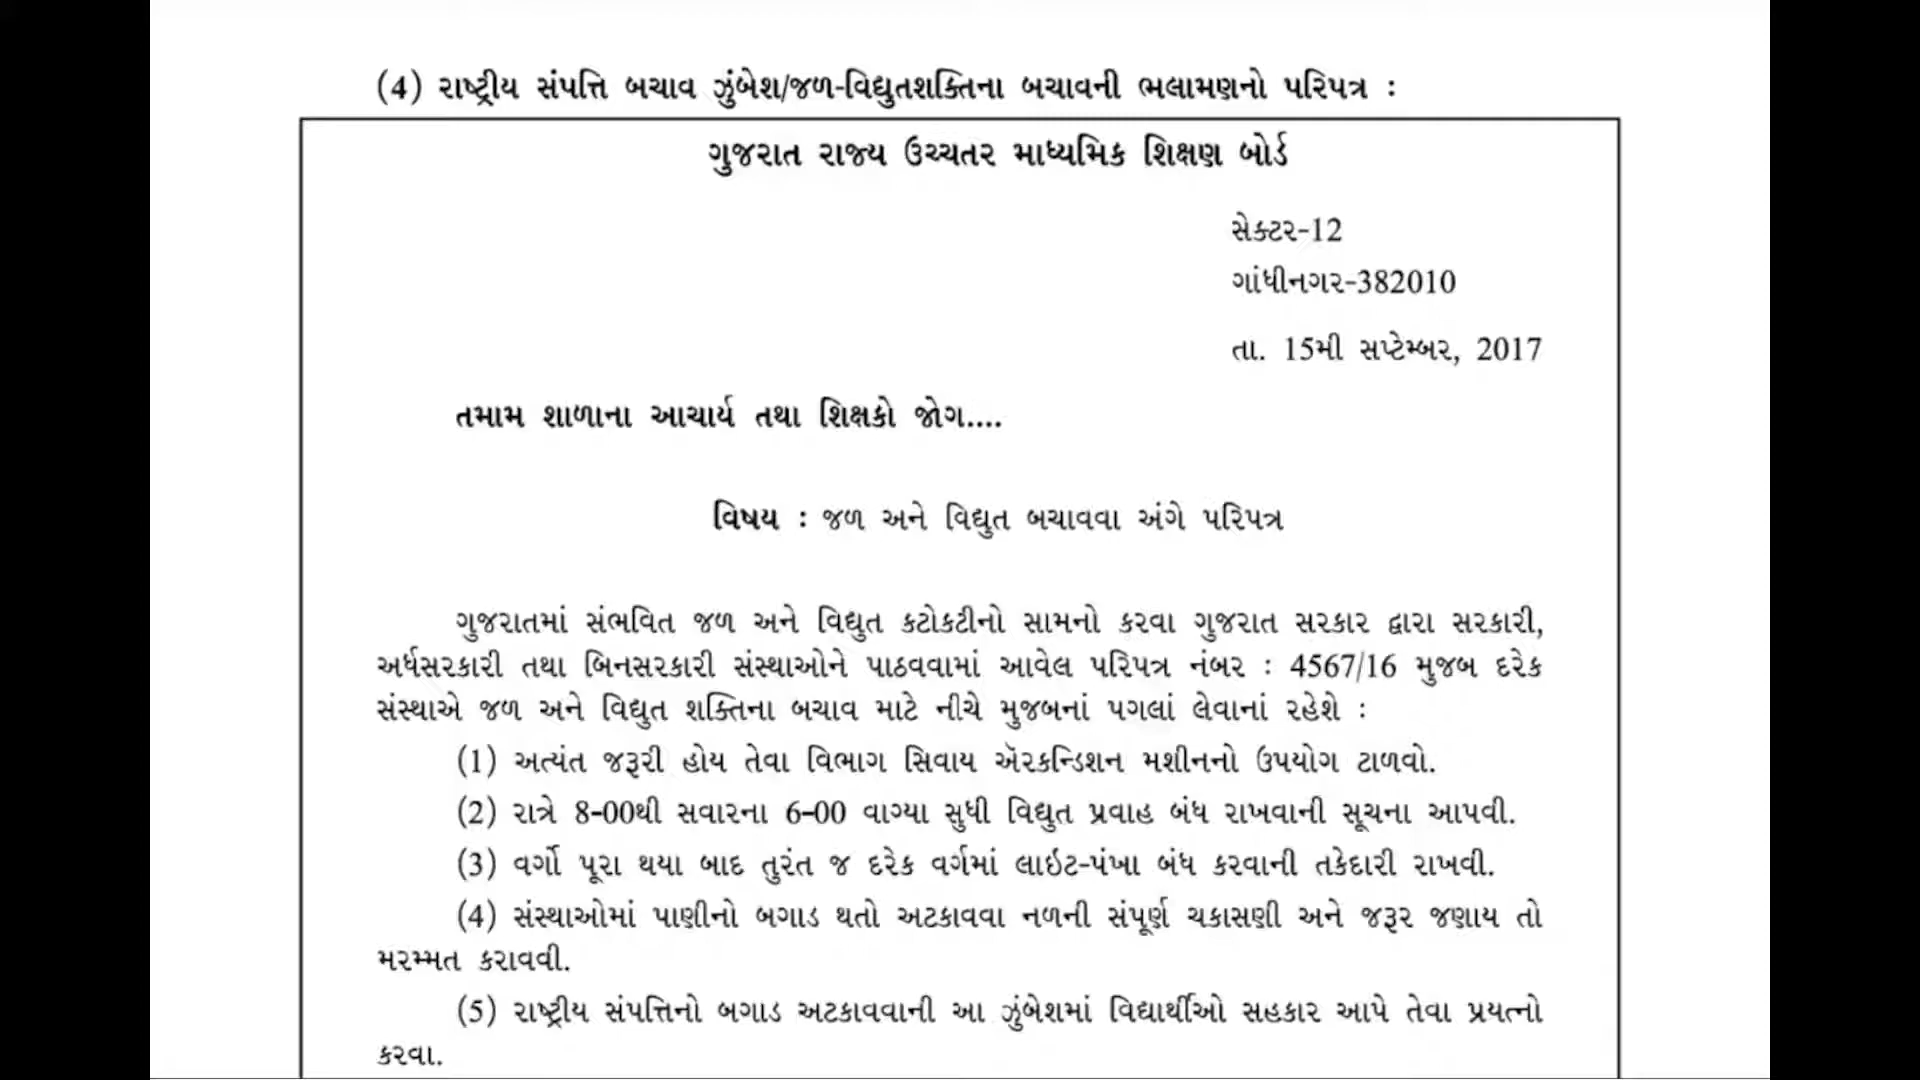 (4) રાષ્ટ્રીય સંપત્તિ બચાવ ઝુંબેશ/જળ-વિદ્યુતશક્તિના બચાવની ભલામણનો પરિપત્ર :
ગુજરાત રાજ્ય ઉચ્ચતર માધ્યમિક શિક્ષણ બોર્ડ
સેક્ટર-12
ગાંધીનગર-382010
તા. 15મી સપ્ટેમ્બર, 2017
તમામ શાળાના આચાર્ય તથા શિક્ષકો જોગ....
વિષય : જળ અને વિદ્યુત બચાવવા અંગે પરિપત્ર
ગુજરાતમાં સંભવિત જળ અને વિદ્યુત કટોકટીનો સામનો કરવા ગુજરાત સરકાર દ્વારા સરકારી,
અર્ધસરકારી તથા બિનસરકારી સંસ્થાઓને પાઠવવામાં આવેલ પરિપત્ર નંબર : 4567/16 મુજબ દરેક
સંસ્થાએ જળ અને વિદ્યુત શક્તિના બચાવ માટે નીચે મુજબનાં પગલાં લેવાનાં રહેશે :
(1) અત્યંત જરૂરી હોય તેવા વિભાગ સિવાય ઍરકન્ડિશન મશીનનો ઉપયોગ ટાળવો.
(2) રાત્રે 8-00થી સવારના 6-00 વાગ્યા સુધી વિદ્યુત પ્રવાહ બંધ રાખવાની સૂચના આપવી.
(3) વર્ગો પૂરા થયા બાદ તુરંત જ દરેક વર્ગમાં લાઇટ-પંખા બંધ કરવાની તકેદારી રાખવી.
(4) સંસ્થાઓમાં પાણીનો બગાડ થતો અટકાવવા નળની સંપૂર્ણ ચકાસણી અને જરૂર જણાય તો
મરમ્મત કરાવવી.
(5) રાષ્ટ્રીય સંપત્તિનો બગાડ અટકાવવાની આ ઝુંબેશમાં વિદ્યાર્થીઓ સહકાર આપે તેવા પ્રયત્નો
કરવા.